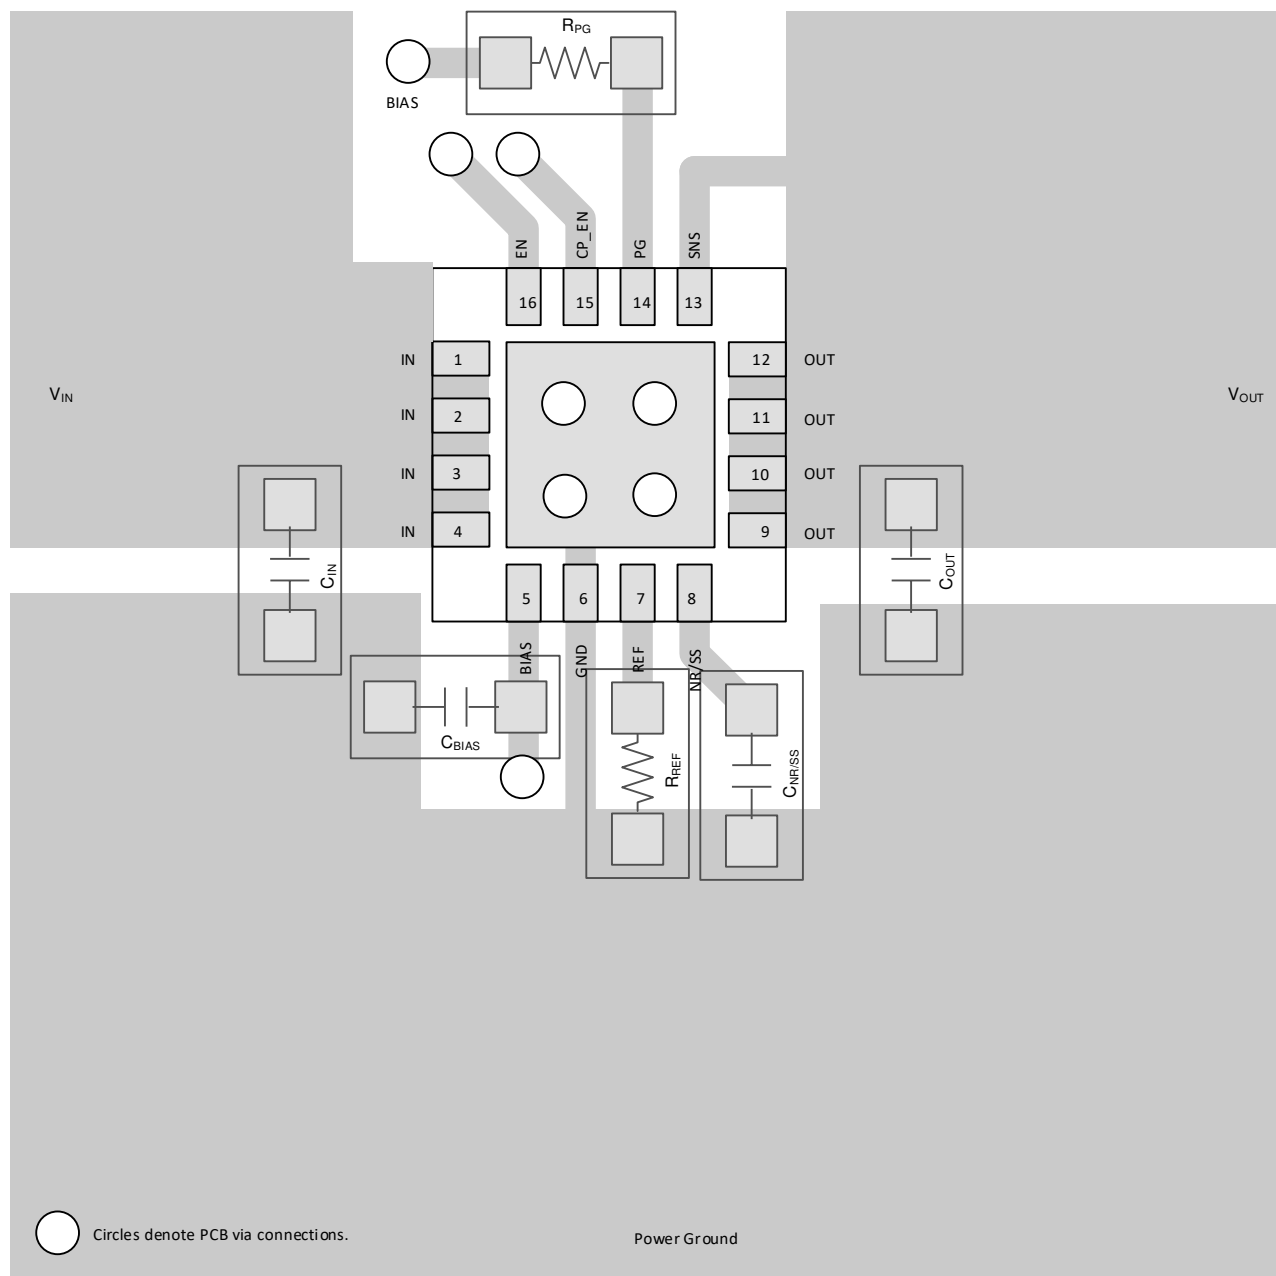 RPG
BIAS
EN
CP_EN
PG
SNS
16
15
14
13
IN
1
12
OUT
VIN
VOUT
IN
2
11
OUT
IN
3
10
OUT
IN
4
9
OUT
CIN
COUT
5
6
7
8
BIAS
GND
REF
NR/SS
CBIAS
RREF
CNR/SS
Circles denote PCB via connections.
Power Ground